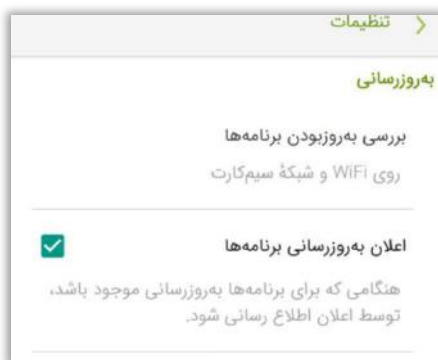 تنظیمات
به‌روزرسانی
بررسی به‌روزبودن برنامه‌ها
روی WiFi و شبکهٔ سیم‌کارت
اعلان به‌روزرسانی برنامه‌ها
هنگامی که برای برنامه‌ها به‌روزرسانی موجود باشد،
توسط اعلان اطلاع رسانی شود.